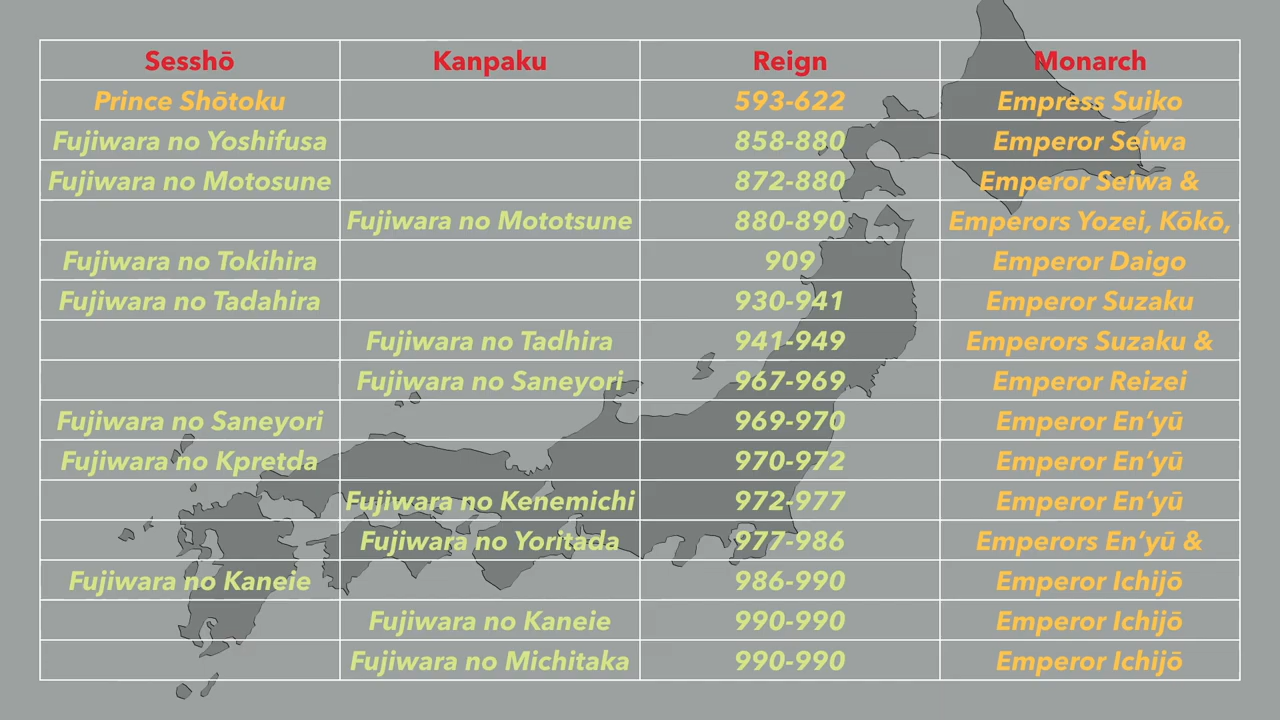 Sesshō Kanpaku Reign Monarch
Prince Shōtoku 593-622 Empress Suiko
Fujiwara no Yoshifusa 858-880 Emperor Seiwa
Fujiwara no Motosune 872-880 Emperor Seiwa &
Fujiwara no Mototsune 880-890 Emperors Yozei, Kōkō,
Fujiwara no Tokihira 909 Emperor Daigo
Fujiwara no Tadahira 930-941 Emperor Suzaku
Fujiwara no Tadhira 941-949 Emperors Suzaku &
Fujiwara no Saneyori 967-969 Emperor Reizei
Fujiwara no Saneyori 969-970 Emperor En’yū
Fujiwara no Kpretda 970-972 Emperor En’yū
Fujiwara no Kenemichi 972-977 Emperor En’yū
Fujiwara no Yoritada 977-986 Emperors En’yū &
Fujiwara no Kaneie 986-990 Emperor Ichijō
Fujiwara no Kaneie 990-990 Emperor Ichijō
Fujiwara no Michitaka 990-990 Emperor Ichijō